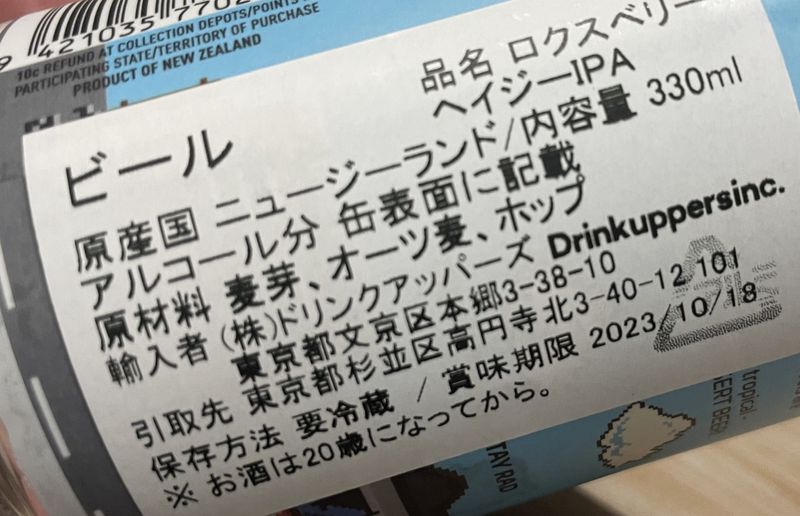 9 421035 7702
10c REFUND AT COLLECTION DEPOTS/POINTS
PARTICIPATING STATE/TERRITORY OF PURCHASE
PRODUCT OF NEW ZEALAND
ビール
品名 ロクスベリー
ヘイジーIPA
原産国 ニュージーランド/内容量 330ml
アルコール分 缶表面に記載
原材料 麦芽、オーツ麦、ホップ
輸入者 (株)ドリンクアッパーズ Drinkuppersinc.
東京都文京区本郷3-38-10
引取先 東京都杉並区高円寺北3-40-12 101
保存方法 要冷蔵 / 賞味期限 2023/10/18
※ お酒は20歳になってから。
tropical-
BEER
STAY RAD